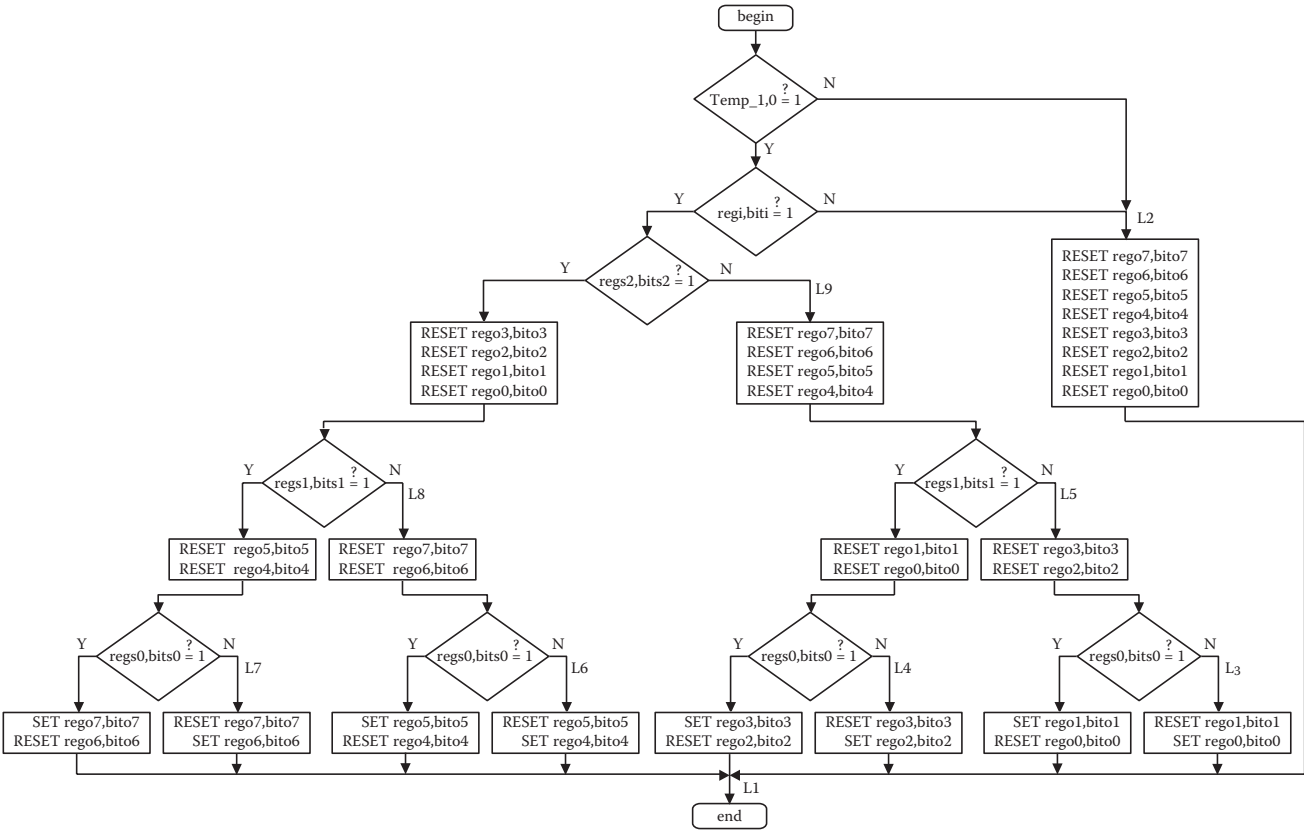 begin
Temp_1,0 ?= 1
N
Y
regi,biti ?= 1
Y
N
L2
regs2,bits2 ?= 1
Y
N
L9
RESET rego7,bito7
RESET rego6,bito6
RESET rego5,bito5
RESET rego4,bito4
RESET rego3,bito3
RESET rego2,bito2
RESET rego1,bito1
RESET rego0,bito0
RESET rego3,bito3
RESET rego2,bito2
RESET rego1,bito1
RESET rego0,bito0
RESET rego7,bito7
RESET rego6,bito6
RESET rego5,bito5
RESET rego4,bito4
regs1,bits1 ?= 1
Y
N
L8
regs1,bits1 ?= 1
Y
N
L5
RESET rego5,bito5
RESET rego4,bito4
RESET rego7,bito7
RESET rego6,bito6
RESET rego1,bito1
RESET rego0,bito0
RESET rego3,bito3
RESET rego2,bito2
regs0,bits0 ?= 1
Y
N
L7
regs0,bits0 ?= 1
Y
N
L6
regs0,bits0 ?= 1
Y
N
L4
regs0,bits0 ?= 1
Y
N
L3
SET rego7,bito7
RESET rego6,bito6
RESET rego7,bito7
SET rego6,bito6
SET rego5,bito5
RESET rego4,bito4
RESET rego5,bito5
SET rego4,bito4
SET rego3,bito3
RESET rego2,bito2
RESET rego3,bito3
SET rego2,bito2
SET rego1,bito1
RESET rego0,bito0
RESET rego1,bito1
SET rego0,bito0
L1
end